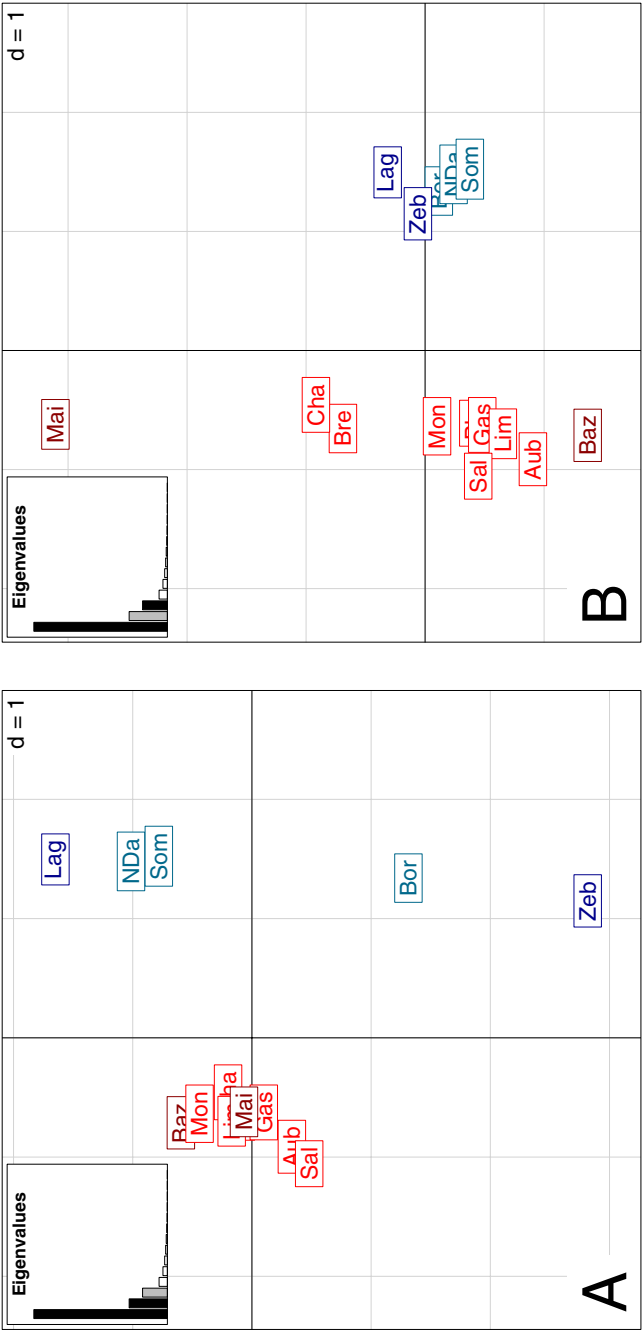 Eigenvalues
d = 1
Lag
NDa
Som
Baz
Mon
Mai
Gas
Aub
Sal
Bor
Zeb
A
Eigenvalues
d = 1
Mai
Cha
Bre
Lag
Zeb
Mon
NDa
Som
Sal
Gas
Lim
Aub
Baz
B